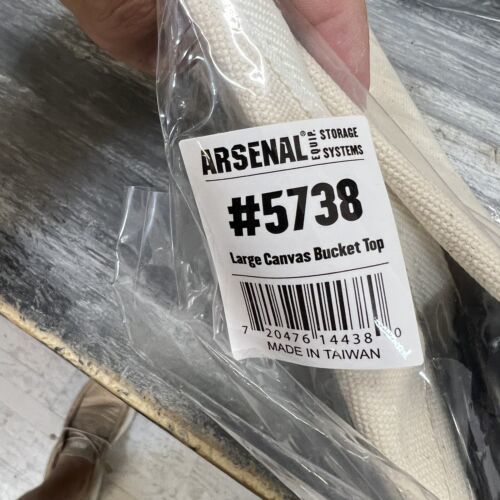 ARSENAL® EQUIP. STORAGE SYSTEMS
#5738
Large Canvas Bucket Top
7 20476 14438 0
MADE IN TAIWAN